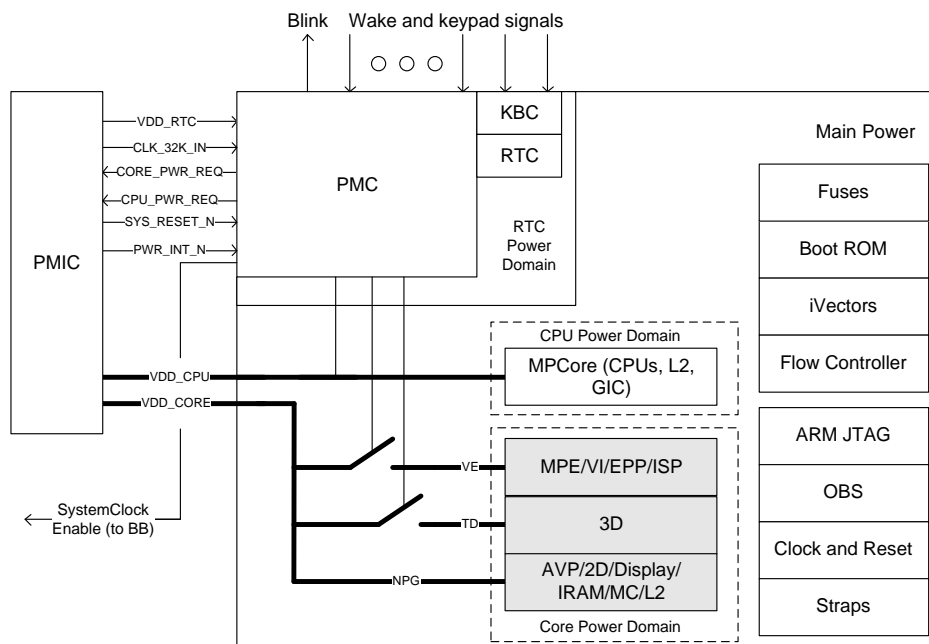 Blink
Wake and keypad signals
VDD_RTC
CLK_32K_IN
CORE_PWR_REQ
CPU_PWR_REQ
SYS_RESET_N
PWR_INT_N
PMIC
PMC
KBC
RTC
RTC
Power
Domain
Main Power
Fuses
Boot ROM
iVectors
Flow Controller
CPU Power Domain
MPCore (CPUs, L2,
GIC)
VDD_CPU
VDD_CORE
ARM JTAG
OBS
Clock and Reset
Straps
VE
MPE/VI/EPP/ISP
TD
3D
NPG
AVP/2D/Display/
IRAM/MC/L2
Core Power Domain
SystemClock
Enable (to BB)